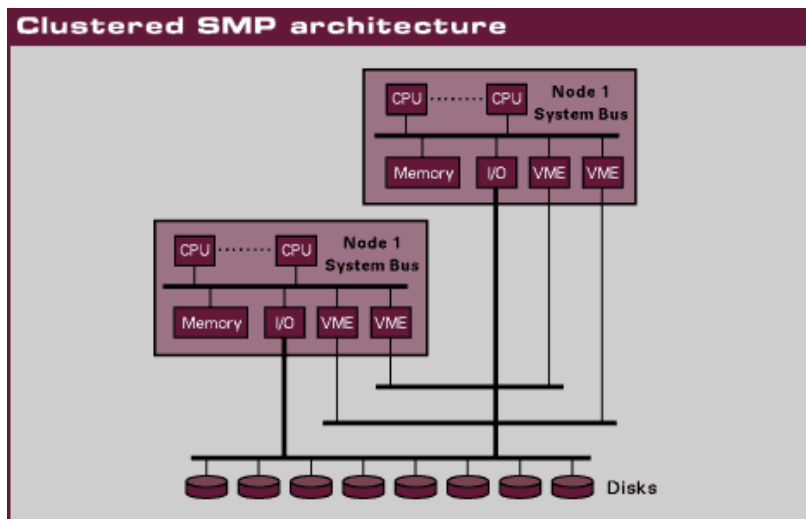 Clustered SMP architecture
CPU CPU Node 1
System Bus
Memory I/O VME VME
CPU CPU Node 1
System Bus
Memory I/O VME VME
Disks